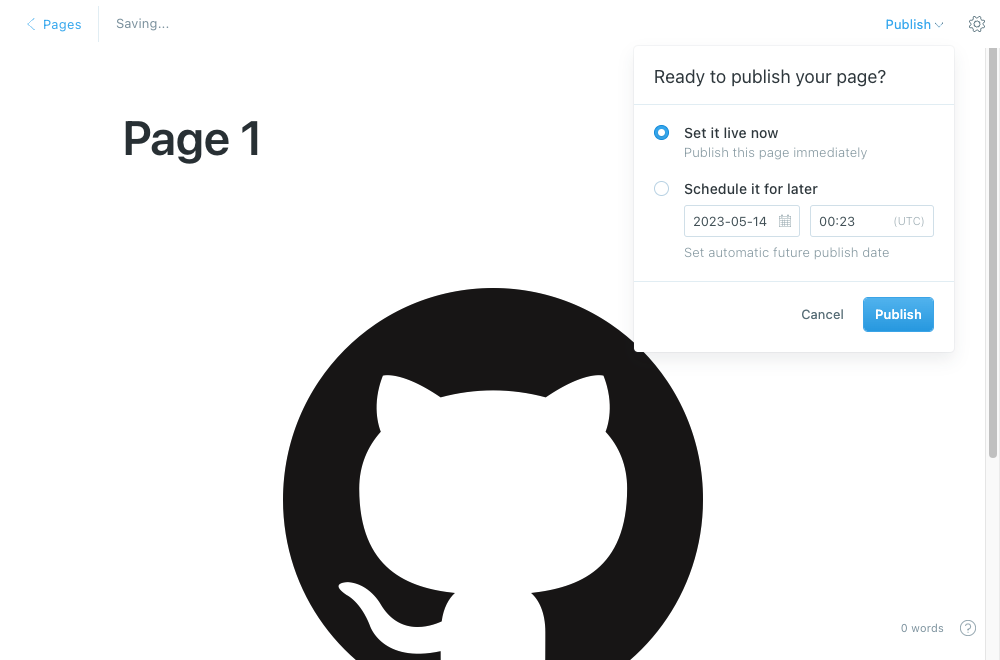 Pages
Saving...
Publish
Ready to publish your page?
Page 1
Set it live now
Publish this page immediately
Schedule it for later
2023-05-14 00:23 (UTC)
Set automatic future publish date
Cancel Publish
0 words ?